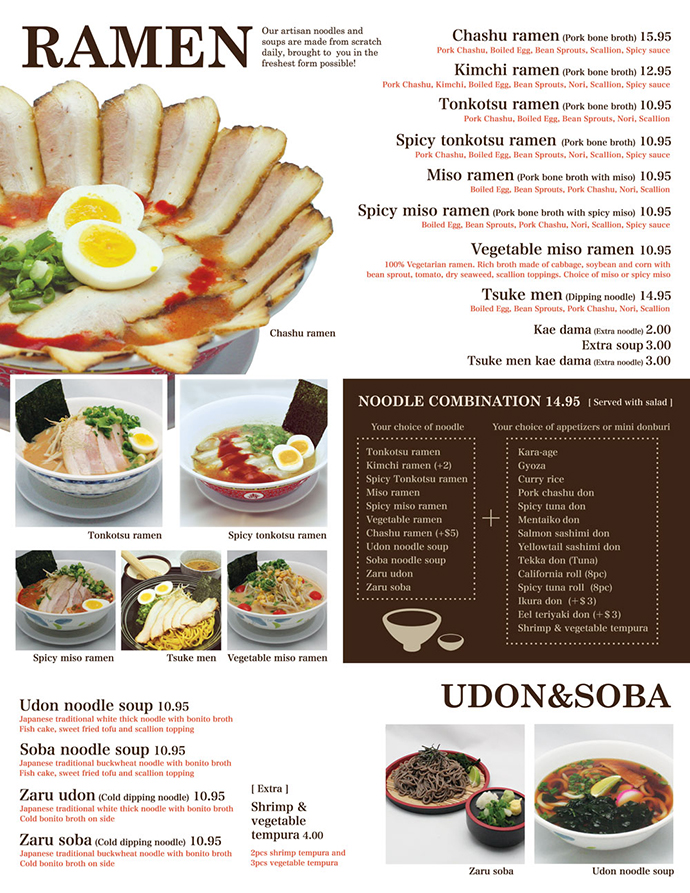 RAMEN
Our artisan noodles and
soups are made from scratch
daily, brought to you in the
freshest form possible!
Chashu ramen (Pork bone broth) 15.95
Pork Chashu, Boiled Egg, Bean Sprouts, Scallion, Spicy sauce
Kimchi ramen (Pork bone broth) 12.95
Pork Chashu, Kimchi, Boiled Egg, Bean Sprouts, Nori, Scallion, Spicy sauce
Tonkotsu ramen (Pork bone broth) 10.95
Pork Chashu, Boiled Egg, Bean Sprouts, Nori, Scallion
Spicy tonkotsu ramen (Pork bone broth) 10.95
Pork Chashu, Boiled Egg, Bean Sprouts, Nori, Scallion, Spicy sauce
Miso ramen (Pork bone broth with miso) 10.95
Boiled Egg, Bean Sprouts, Pork Chashu, Nori, Scallion
Spicy miso ramen (Pork bone broth with spicy miso) 10.95
Boiled Egg, Bean Sprouts, Pork Chashu, Nori, Scallion, Spicy sauce
Vegetable miso ramen 10.95
100% Vegetarian ramen. Rich broth made of cabbage, soybean and corn with
bean sprout, tomato, dry seaweed, scallion toppings. Choice of miso or spicy miso
Tsuke men (Dipping noodle) 14.95
Boiled Egg, Bean Sprouts, Pork Chashu, Nori, Scallion
Kae dama (Extra noodle) 2.00
Extra soup 3.00
Tsuke men kae dama (Extra noodle) 3.00
Chashu ramen
Tonkotsu ramen
Spicy tonkotsu ramen
Spicy miso ramen
Tsuke men
Vegetable miso ramen
NOODLE COMBINATION 14.95 [ Served with salad ]
Your choice of noodle
Tonkotsu ramen
Kimchi ramen (+2)
Spicy Tonkotsu ramen
Miso ramen
Spicy miso ramen
Vegetable ramen
Chashu ramen (+$5)
Udon noodle soup
Soba noodle soup
Zaru udon
Zaru soba
+
Your choice of appetizers or mini donburi
Kara-age
Gyoza
Curry rice
Pork chashu don
Spicy tuna don
Mentaiko don
Salmon sashimi don
Yellowtail sashimi don
Tekka don (Tuna)
California roll (8pc)
Spicy tuna roll (8pc)
Ikura don (+$3)
Eel teriyaki don (+$3)
Shrimp & vegetable tempura
UDON&SOBA
Udon noodle soup 10.95
Japanese traditional white thick noodle with bonito broth
Fish cake, sweet fried tofu and scallion topping
Soba noodle soup 10.95
Japanese traditional buckwheat noodle with bonito broth
Fish cake, sweet fried tofu and scallion topping
Zaru udon (Cold dipping noodle) 10.95
Japanese traditional white thick noodle with bonito broth
Cold bonito broth on side
Zaru soba (Cold dipping noodle) 10.95
Japanese traditional buckwheat noodle with bonito broth
Cold bonito broth on side
[ Extra ]
Shrimp &
vegetable
tempura 4.00
2pcs shrimp tempura and
3pcs vegetable tempura
Zaru soba
Udon noodle soup